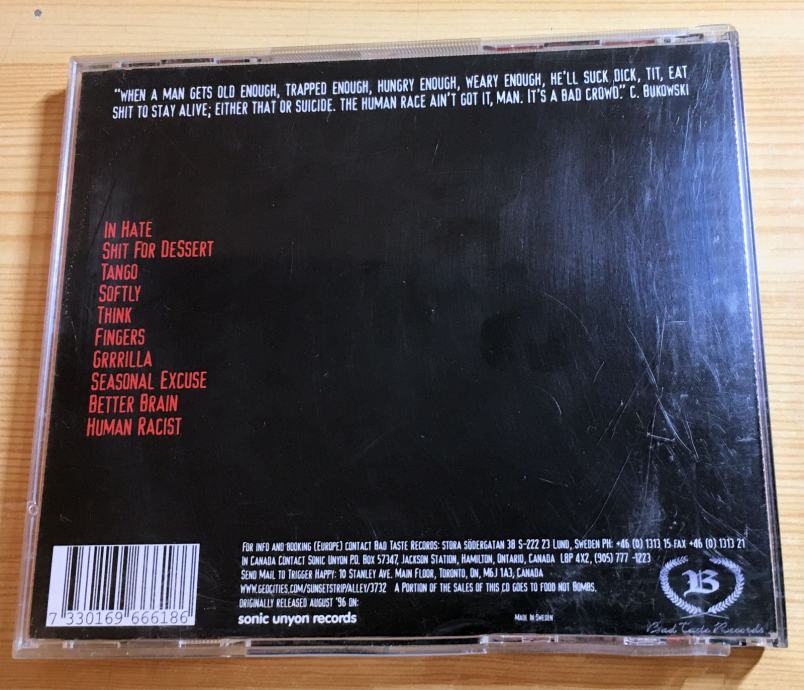 "WHEN A MAN GETS OLD ENOUGH, TRAPPED ENOUGH, HUNGRY ENOUGH, WEARY ENOUGH, HE'LL SUCK DICK, TIT, EAT
SHIT TO STAY ALIVE; EITHER THAT OR SUICIDE. THE HUMAN RACE AIN'T GOT IT, MAN. IT'S A BAD CROWD." C. BUKOWSKI
IN HATE
SHIT FOR DESSERT
TANGO
SOFTLY
THINK
FINGERS
GRRRILLA
SEASONAL EXCUSE
BETTER BRAIN
HUMAN RACIST
FOR INFO AND BOOKING (EUROPE) CONTACT BAD TASTE RECORDS: STORA SÖDERGATAN 38 S-222 23 LUND, SWEDEN PH: +46 (0) 1313 15 FAX +46 (0) 1313 21
IN CANADA CONTACT SONIC UNYON P.O. BOX 57347, JACKSON STATION, HAMILTON, ONTARIO, CANADA L8P 4X2, (905) 777 -1223
SEND MAIL TO TRIGGER HAPPY: 10 STANLEY AVE. MAIN FLOOR, TORONTO, ON, M6J 1A3, CANADA
WWW.GEOCITIES.COM/SUNSETSTRIP/ALLEY/3732 A PORTION OF THE SALES OF THIS CD GOES TO FOOD NOT BOMBS.
ORIGINALLY RELEASED AUGUST '96 ON:
sonic unyon records
MADE IN SWEDEN
7 330169 666186
B
Bad Taste Records